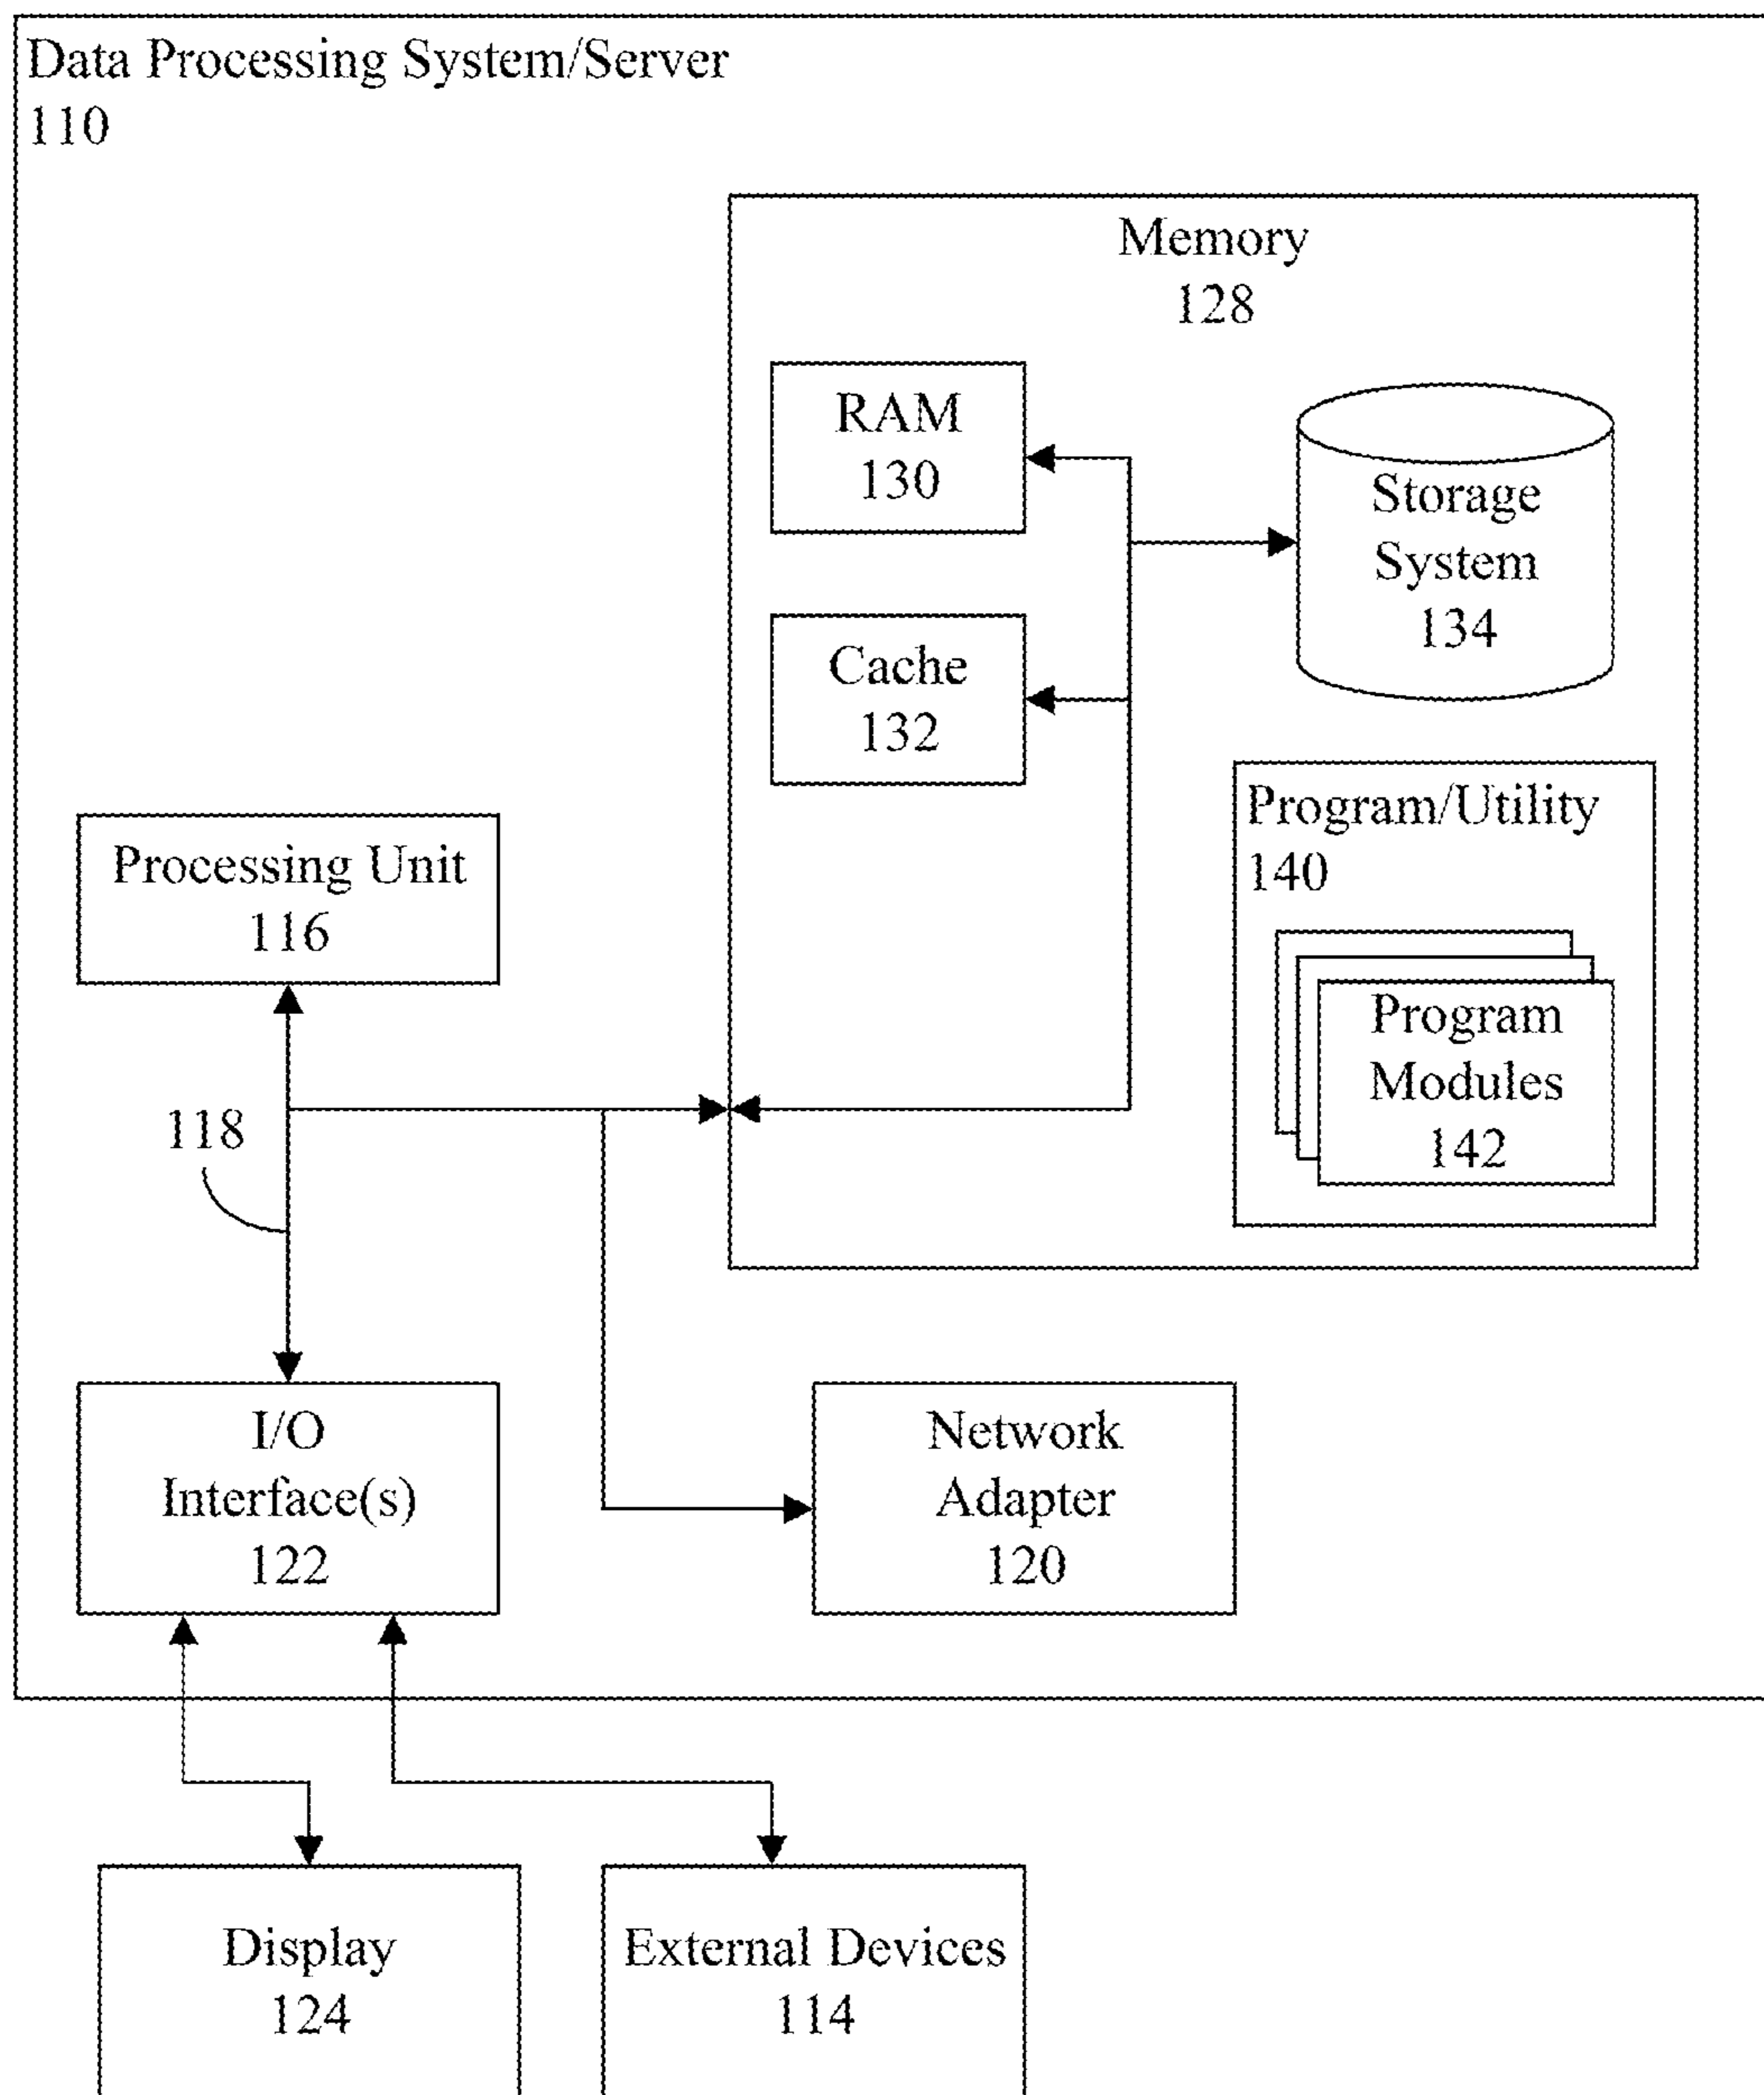 Data Processing System/Server
110
Memory
128
RAM
130
Storage
System
134
Cache
132
Program/Utility
140
Program
Modules
142
Processing Unit
116
118
I/O
Interface(s)
122
Network
Adapter
120
Display
124
External Devices
114